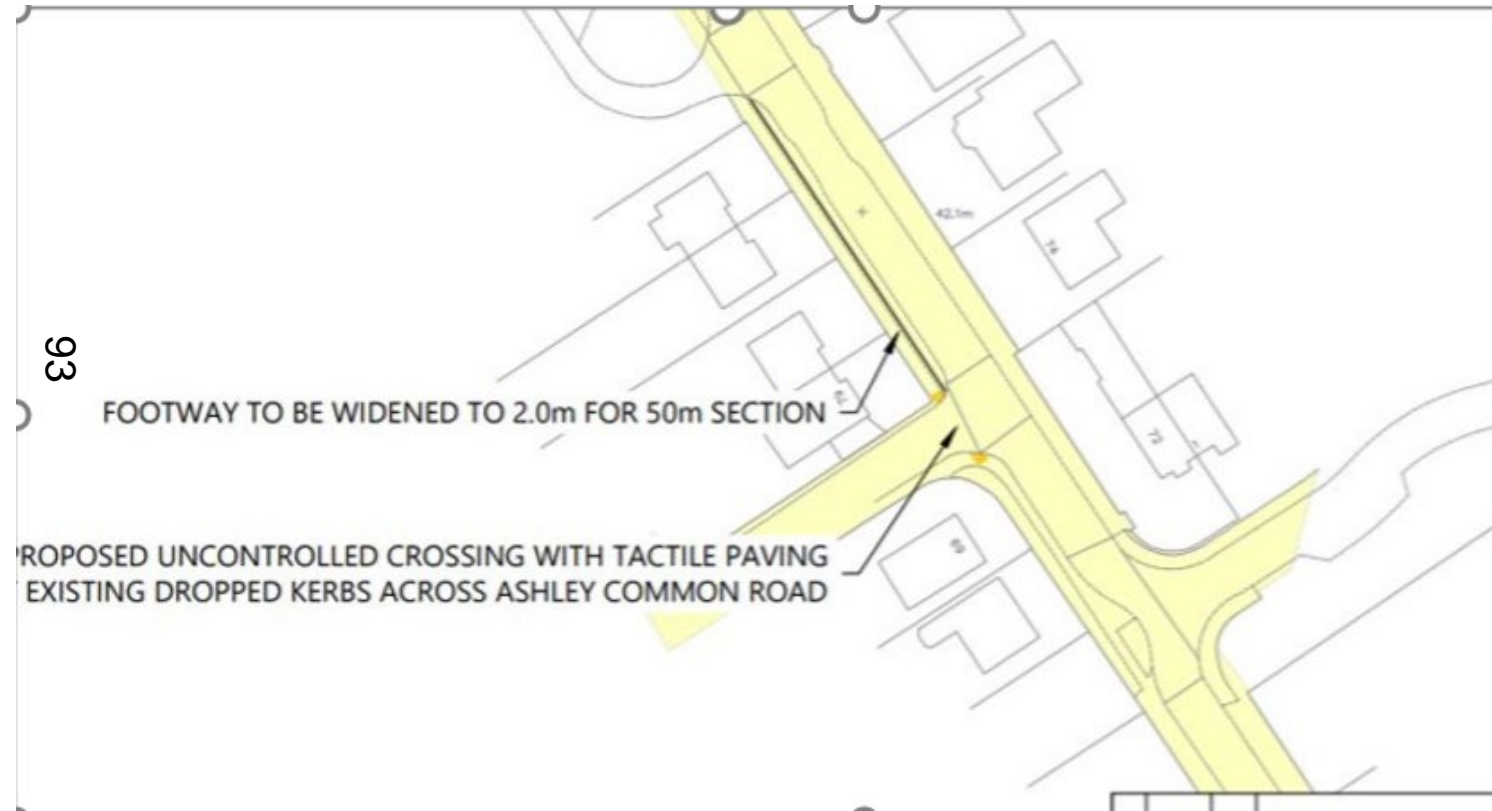 42.1m
74
93
79
FOOTWAY TO BE WIDENED TO 2.0m FOR 50m SECTION
72
69
ROPOSED UNCONTROLLED CROSSING WITH TACTILE PAVING
EXISTING DROPPED KERBS ACROSS ASHLEY COMMON ROAD